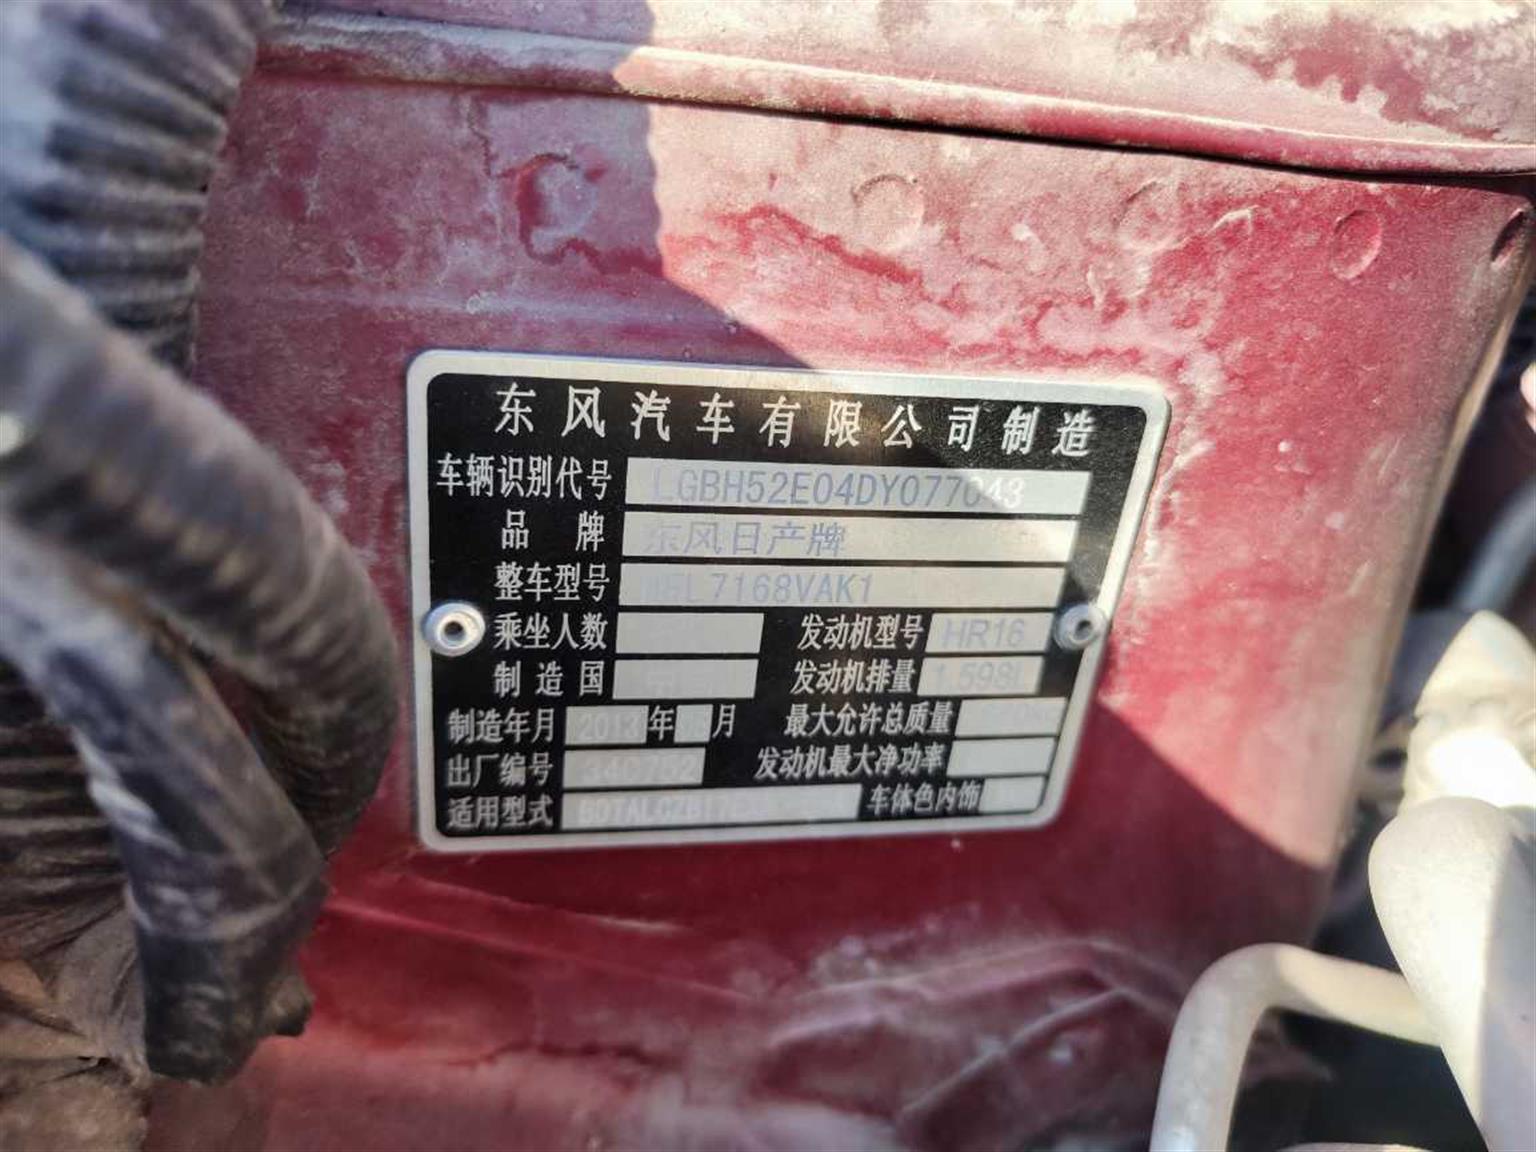 东风汽车有限公司制造
车辆识别代号 LGBH52E04DY077043
品牌 东风日产牌
整车型号 L7168VAK1
乘坐人数 发动机型号 HR16
制造国 发动机排量 1.598L
制造年月 2013 年 月 最大允许总质量
出厂编号 34C752 发动机最大净功率
适用型式 车体色内饰